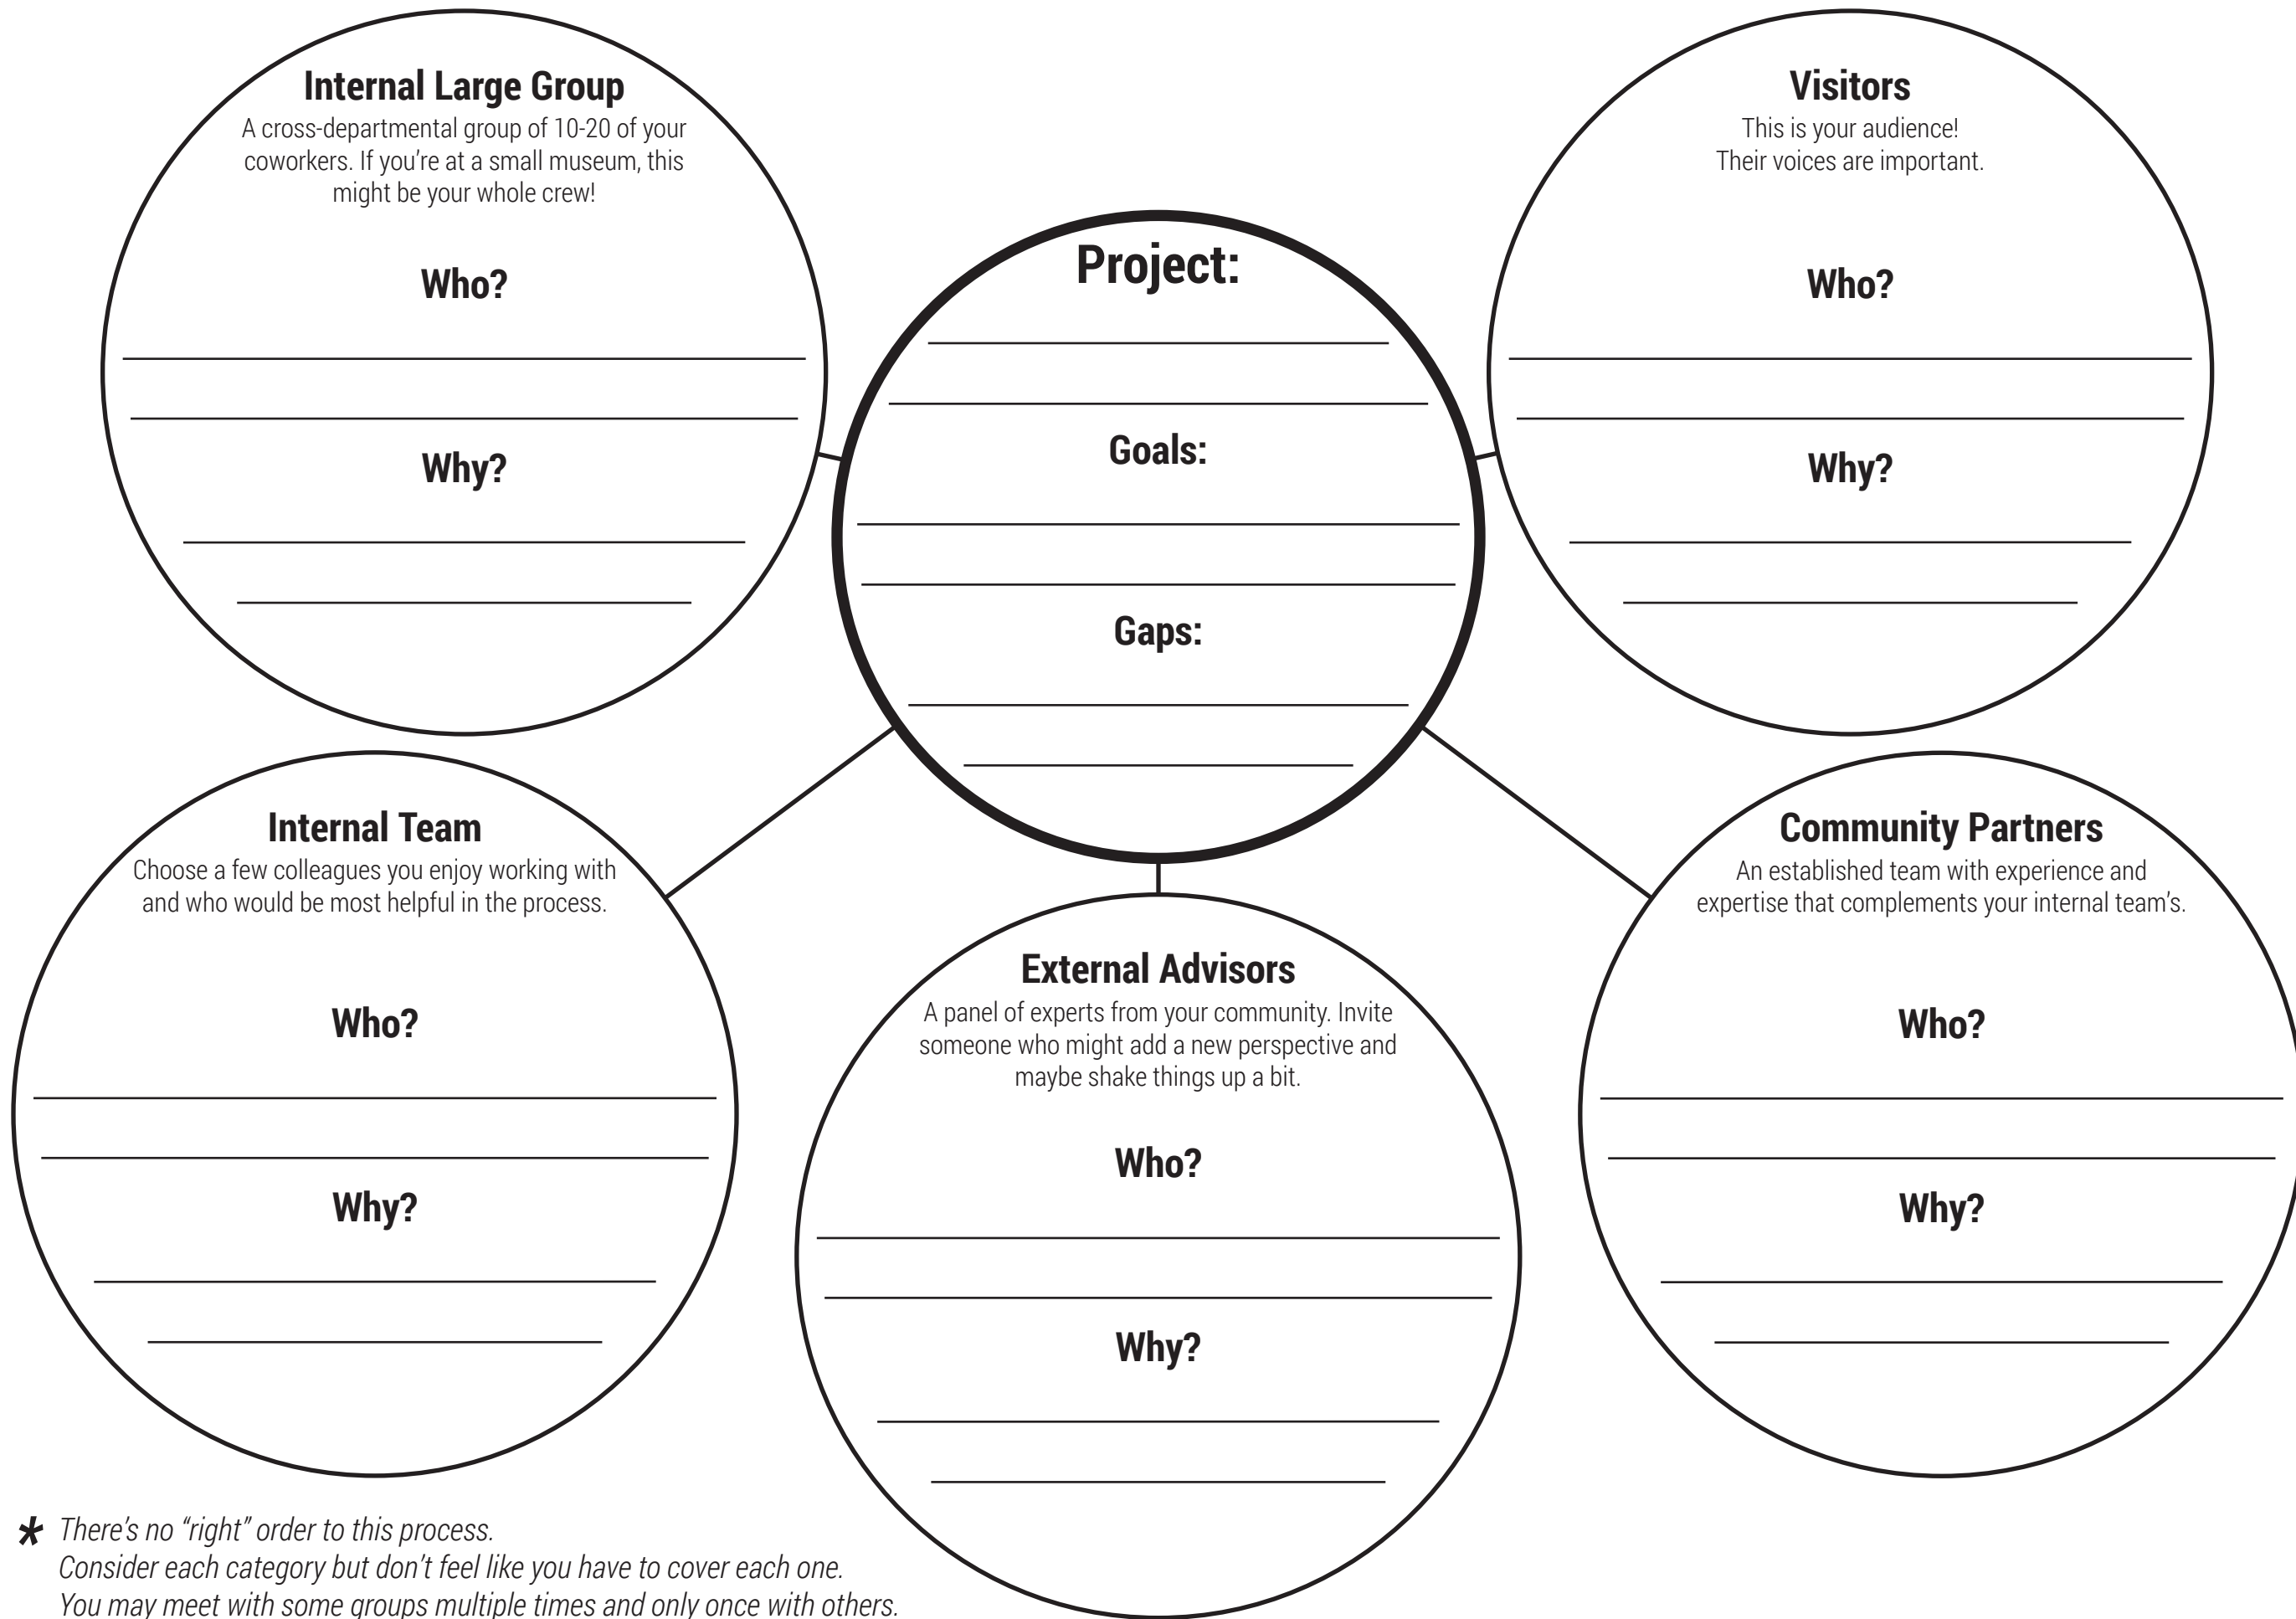 Internal Large Group
A cross-departmental group of 10-20 of your
coworkers. If you're at a small museum, this
might be your whole crew!
Who?
Why?
Project:
Goals:
Gaps:
Visitors
This is your audience!
Their voices are important.
Who?
Why?
Internal Team
Choose a few colleagues you enjoy working with
and who would be most helpful in the process.
Who?
Why?
External Advisors
A panel of experts from your community. Invite
someone who might add a new perspective and
maybe shake things up a bit.
Who?
Why?
Community Partners
An established team with experience and
expertise that complements your internal team's.
Who?
Why?
* There's no “right” order to this process.
Consider each category but don't feel like you have to cover each one.
You may meet with some groups multiple times and only once with others.